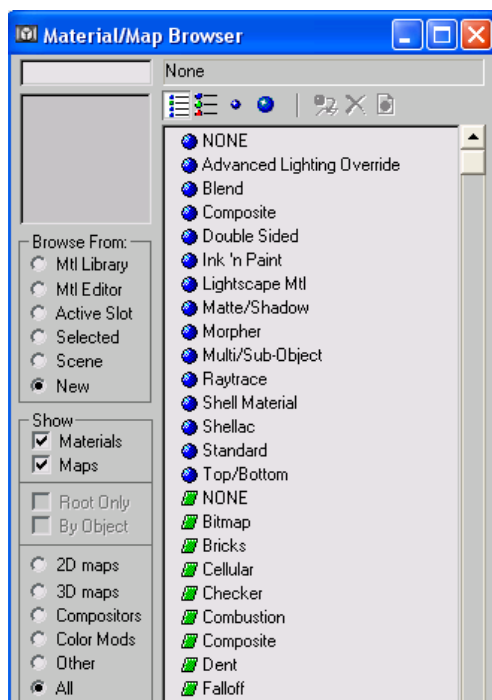 Material/Map Browser
None
Browse From:
Mtl Library
Mtl Editor
Active Slot
Selected
Scene
New
Show
Materials
Maps
Root Only
By Object
2D maps
3D maps
Compositors
Color Mods
Other
All
NONE
Advanced Lighting Override
Blend
Composite
Double Sided
Ink 'n Paint
Lightscape Mtl
Matte/Shadow
Morpher
Multi/Sub-Object
Raytrace
Shell Material
Shellac
Standard
Top/Bottom
NONE
Bitmap
Bricks
Cellular
Checker
Combustion
Composite
Dent
Falloff